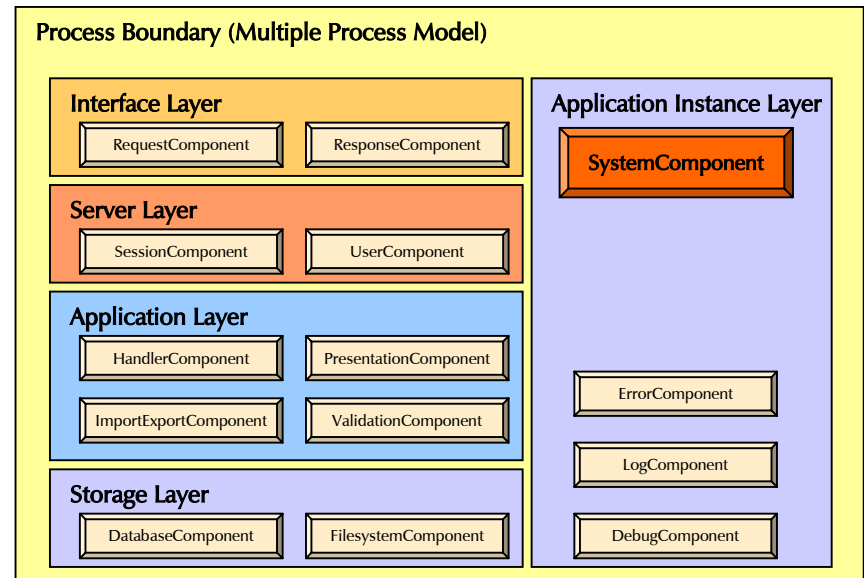 Process Boundary (Multiple Process Model)
Interface Layer
RequestComponent
ResponseComponent
Server Layer
SessionComponent
UserComponent
Application Layer
HandlerComponent
PresentationComponent
ImportExportComponent
ValidationComponent
Storage Layer
DatabaseComponent
FilesystemComponent
Application Instance Layer
SystemComponent
ErrorComponent
LogComponent
DebugComponent